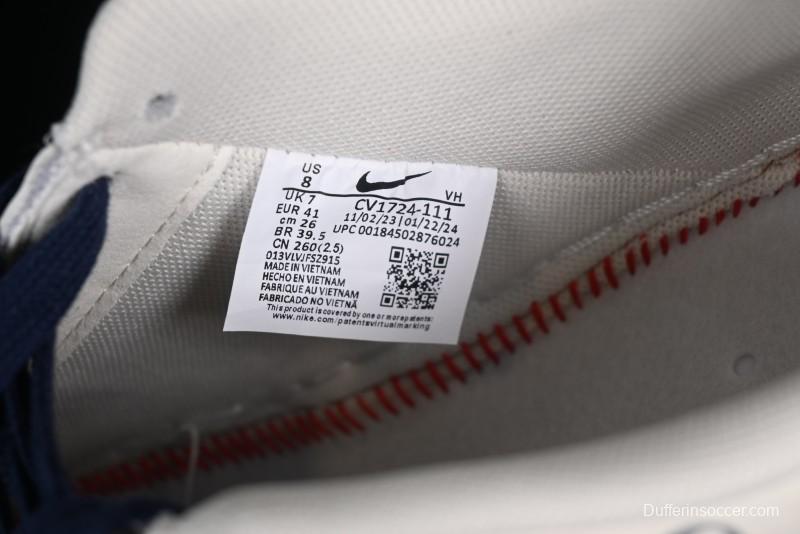 US
8
VH
UK 7
CV1724-111
EUR 41
11/02/23 | 01/22/24
cm 26
UPC 00184502876024
BR 39.5
CN 260(2.5)
013VLVJFSZ915
MADE IN VIETNAM
HECHO EN VIETNAM
FABRIQUE AU VIETNAM
FABRICADO NO VIETNÃ
This product is covered by one or more patents:
www.nike.com/patentsvirtualmarking
Dufferinsoccer.com/